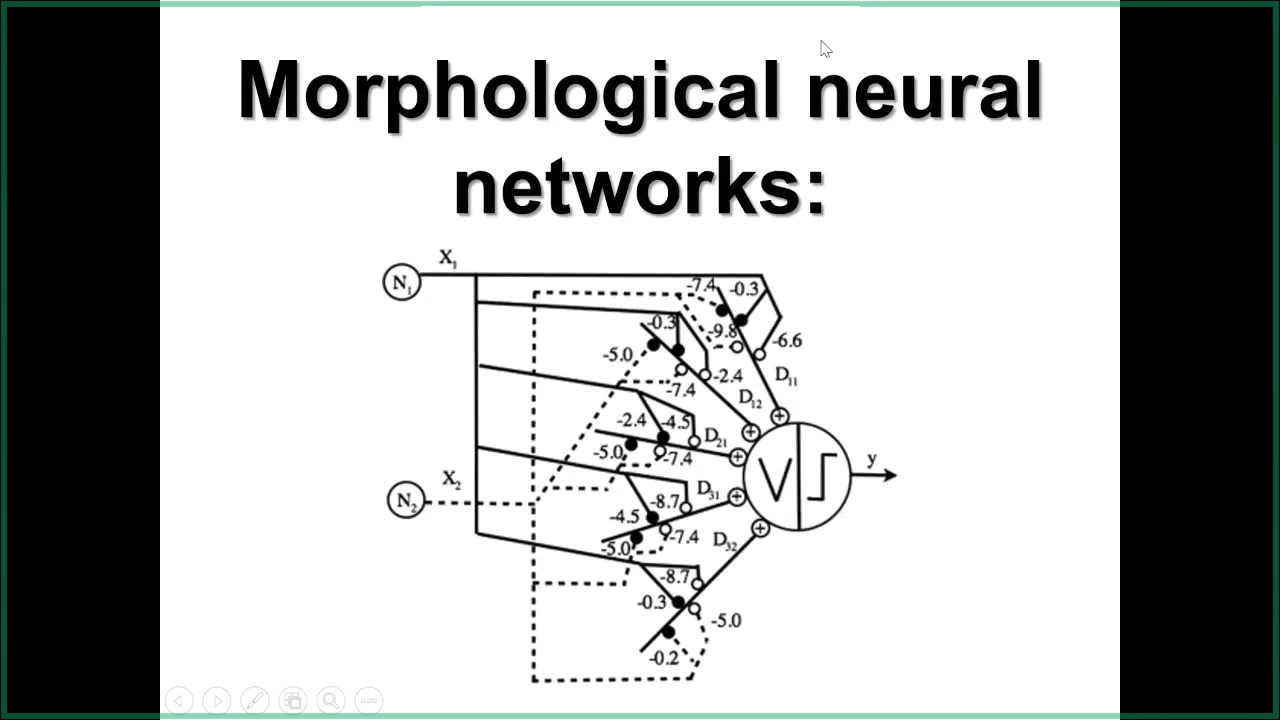 Morphological neural
networks:
X1
N1
-7.4 -0.3
-0.3 -9.8
-6.6
-5.0
-2.4 D11
-7.4
D12
-2.4 -4.5
D21
-5.0 -7.4
y
X2
N2
D31
-8.7
-4.5
-7.4 D32
-5.0
-8.7
-0.3
-5.0
-0.2